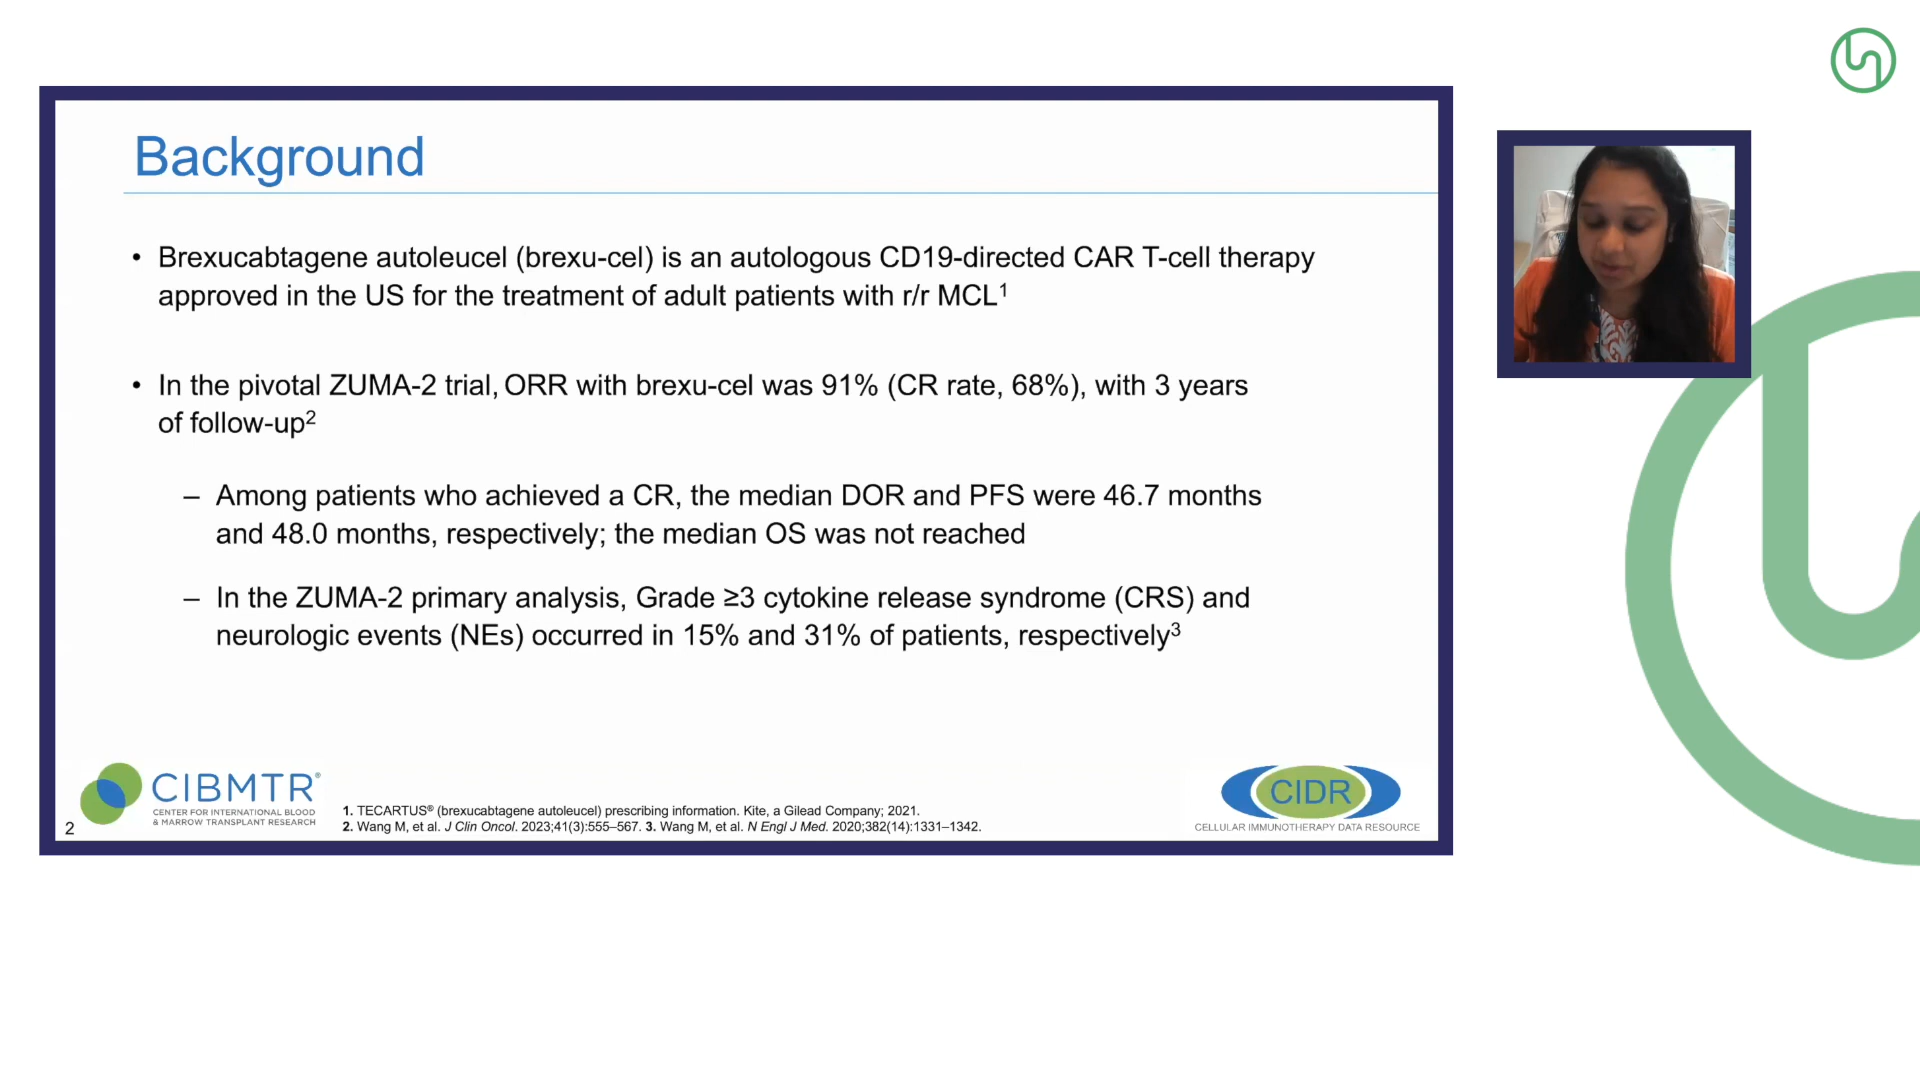 Background
• Brexucabtagene autoleucel (brexu-cel) is an autologous CD19-directed CAR T-cell therapy
approved in the US for the treatment of adult patients with r/r MCL¹
• In the pivotal ZUMA-2 trial, ORR with brexu-cel was 91% (CR rate, 68%), with 3 years
of follow-up²
– Among patients who achieved a CR, the median DOR and PFS were 46.7 months
and 48.0 months, respectively; the median OS was not reached
– In the ZUMA-2 primary analysis, Grade ≥3 cytokine release syndrome (CRS) and
neurologic events (NEs) occurred in 15% and 31% of patients, respectively³
CIBMTR®
CENTER FOR INTERNATIONAL BLOOD
& MARROW TRANSPLANT RESEARCH
2
1. TECARTUS® (brexucabtagene autoleucel) prescribing information. Kite, a Gilead Company; 2021.
2. Wang M, et al. J Clin Oncol. 2023;41(3):555–567. 3. Wang M, et al. N Engl J Med. 2020;382(14):1331–1342.
CIDR
CELLULAR IMMUNOTHERAPY DATA RESOURCE